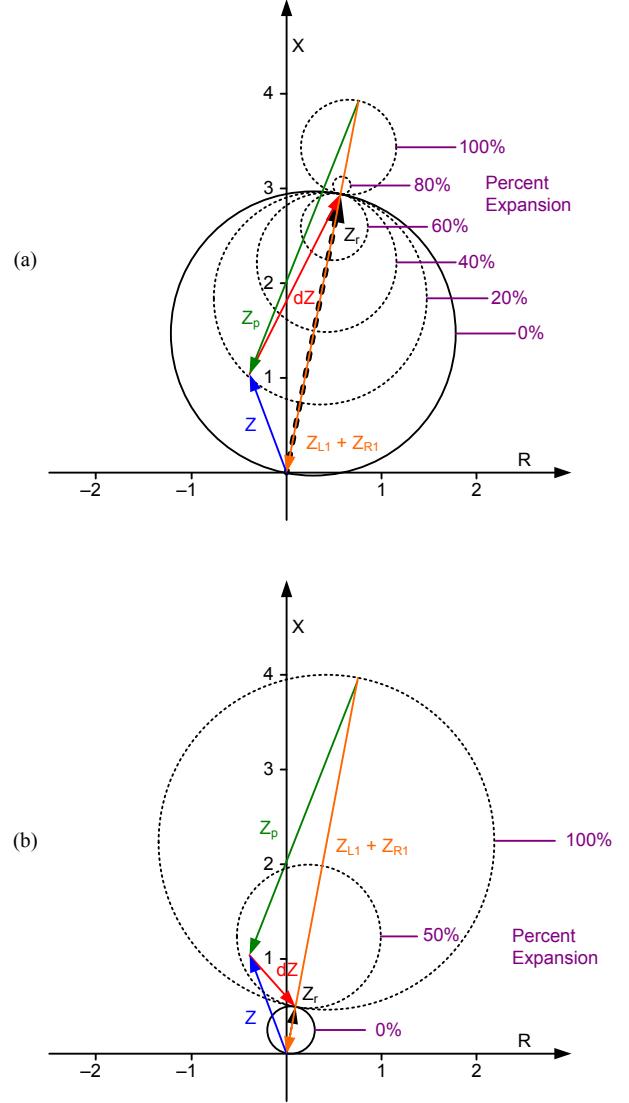 X
4
100%
3
80%
Percent
Expansion
Zr
60%
(a)
40%
2
dZ
20%
Zp
0%
1
Z
ZL1 + ZR1
R
–2
–1
0
1
2
X
4
3
Zp
ZL1 + ZR1
(b)
100%
2
50%
Percent
Expansion
1
dZ
Zr
Z
0%
R
–2
–1
0
1
2